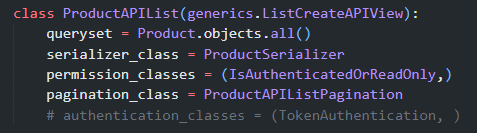 class ProductAPIList(generics.ListCreateAPIView):
    queryset = Product.objects.all()
    serializer_class = ProductSerializer
    permission_classes = (IsAuthenticatedOrReadOnly,)
    pagination_class = ProductAPIListPagination
    # authentication_classes = (TokenAuthentication, )